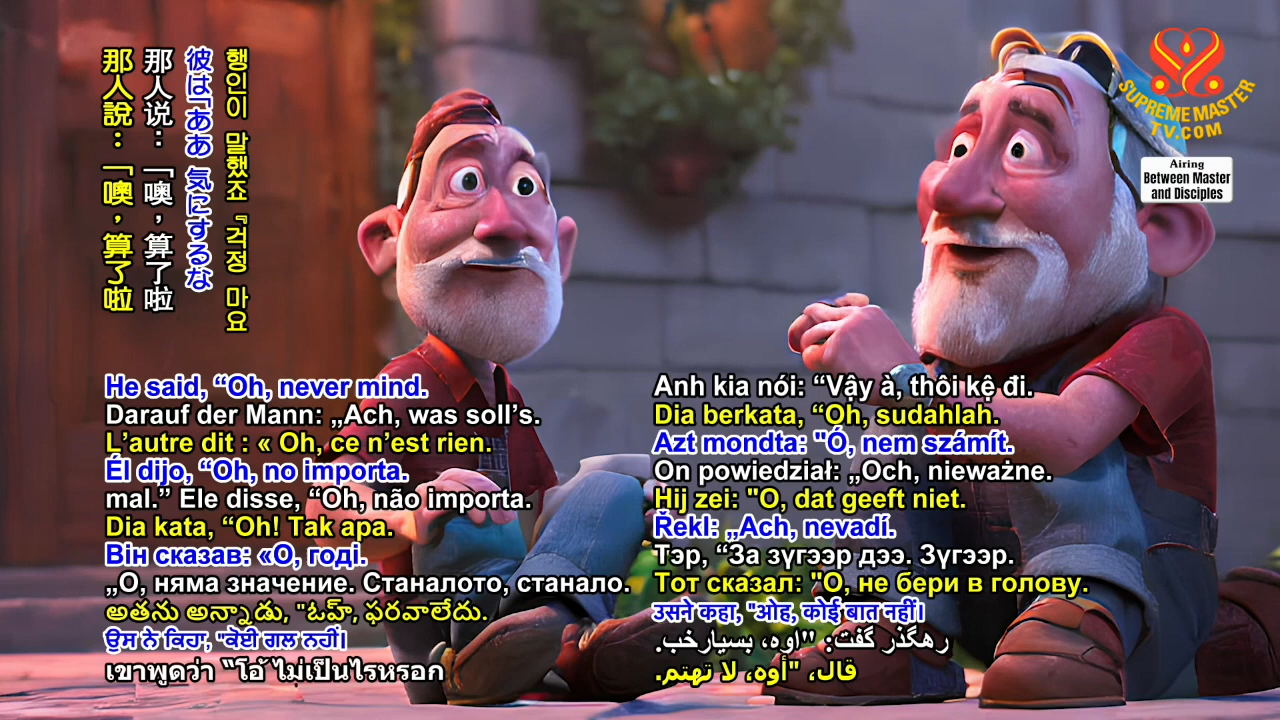 那人說：「噢，算了啦
那人说：「噢，算了啦
彼は｢ああ 気にするな
행인이 말했죠『걱정 마요
SUPREME MASTER
TV.COM
Airing
Between Master
and Disciples
He said, “Oh, never mind.
Darauf der Mann: „Ach, was soll’s.
L’autre dit : « Oh, ce n’est rien.
Él dijo, “Oh, no importa.
mal.” Ele disse, “Oh, não importa.
Dia kata, “Oh! Tak apa.
Він сказав: «О, годі.
„О, няма значение. Станалото, станало.
అతను అన్నాడు, "ఓహ్, ఫరవాలేదు.
ਉਸ ਨੇ ਕਿਹਾ, "ਕੋਈ ਗਲ ਨਹੀਂ।
เขาพูดว่า “โอ้ ไม่เป็นไรหรอก
Anh kia nói: “Vậy à, thôi kệ đi.
Dia berkata, “Oh, sudahlah.
Azt mondta: "Ó, nem számít.
On powiedział: „Och, nieważne.
Hij zei: "O, dat geeft niet.
Řekl: „Ach, nevadí.
Тэр, “За зүгээр дээ. Зүгээр.
Тот сказал: "О, не бери в голову.
उसने कहा, "ओह, कोई बात नहीं।
رهگذر گفت: "اوه، بسیارخب.
قال، "أوه، لا تهتم.